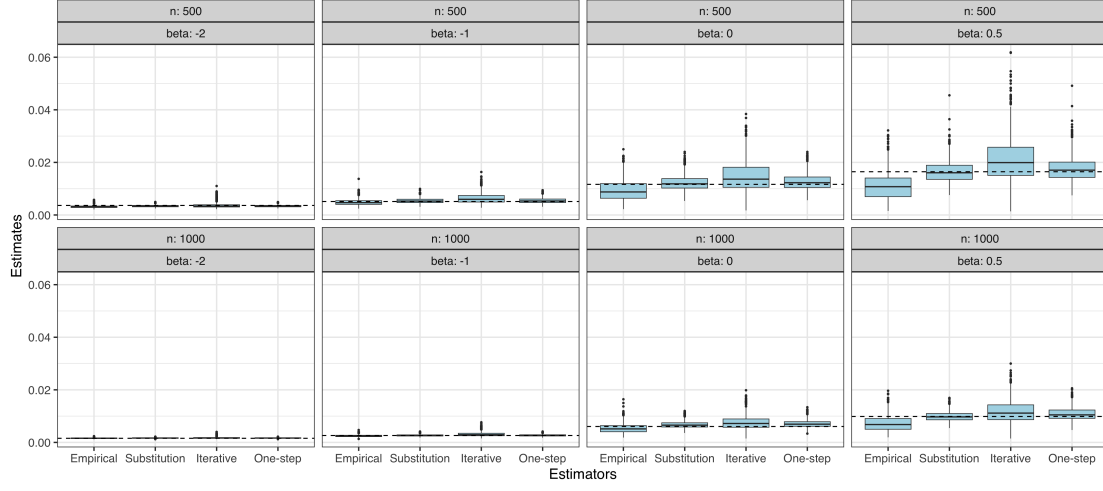 n: 500 n: 500 n: 500 n: 500
beta: -2 beta: -1 beta: 0 beta: 0.5
0.06
0.04
0.02
0.00
Estimates
n: 1000 n: 1000 n: 1000 n: 1000
beta: -2 beta: -1 beta: 0 beta: 0.5
0.06
0.04
0.02
0.00
Empirical Substitution Iterative One-step Empirical Substitution Iterative One-step Empirical Substitution Iterative One-step Empirical Substitution Iterative One-step
Estimators